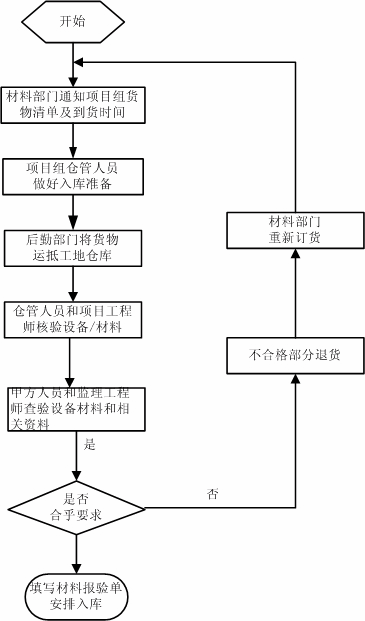 开始
材料部门通知项目组货
物清单及到货时间
项目组仓管人员
做好入库准备
后勤部门将货物
运抵工地仓库
仓管人员和项目工程
师核验设备/材料
甲方人员和监理工程
师查验设备材料和相
关资料
是
是否
合乎要求
否
填写材料报验单
安排入库
不合格部分退货
材料部门
重新订货